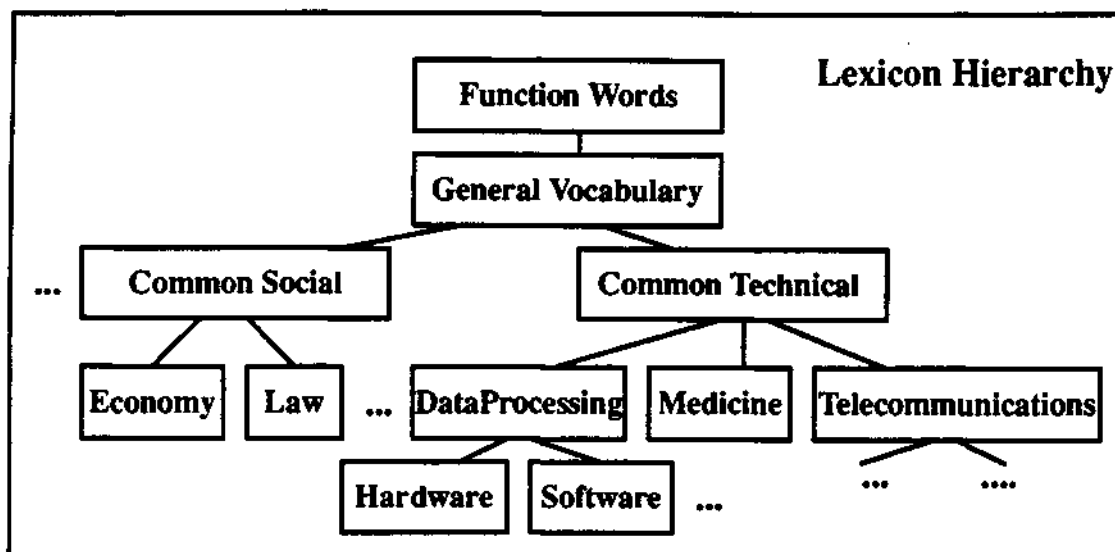 Lexicon Hierarchy
Function Words
General Vocabulary
... Common Social Common Technical
Economy Law ... DataProcessing Medicine Telecommunications
Hardware Software ... ... ....